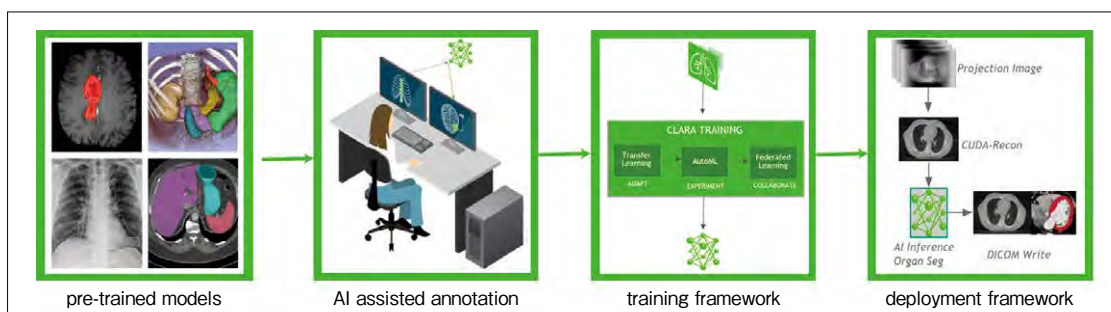 CLARA TRAINING
Transfer
Learning
AutoML
Federated
Learning
ADAPT
EXPERIMENT
COLLABORATE
Projection Image
CUDA-Recon
AI Inference
Organ Seg
DICOM Write
pre-trained models
AI assisted annotation
training framework
deployment framework